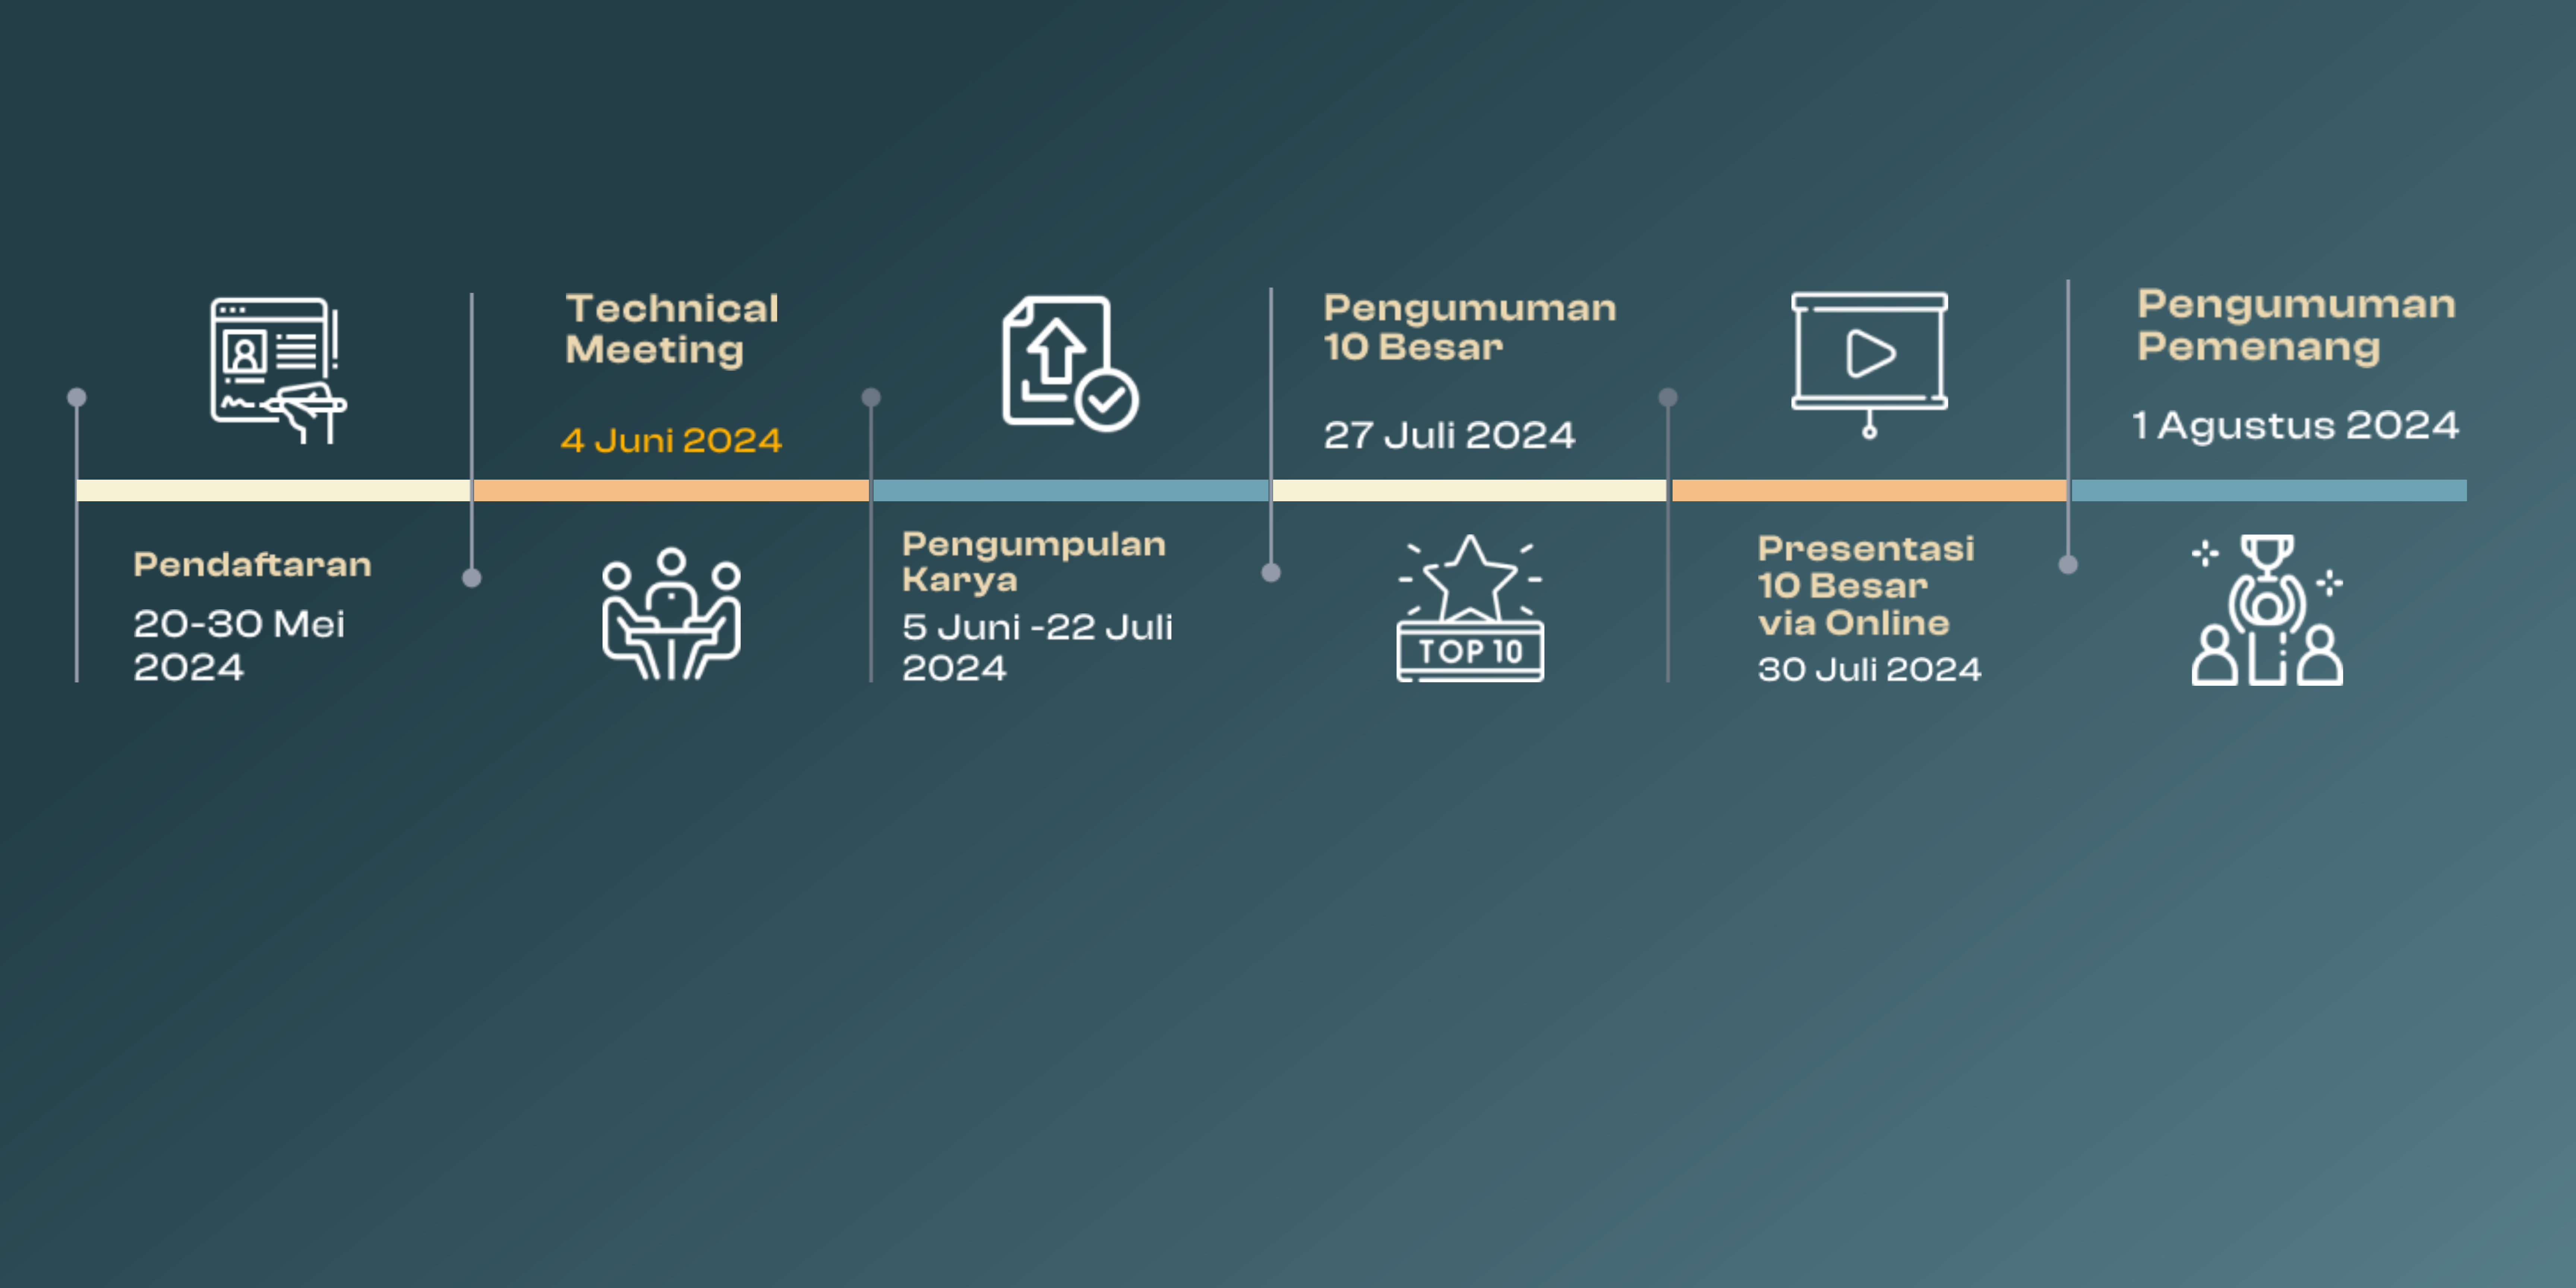 Pendaftaran
20-30 Mei
2024
Technical
Meeting
4 Juni 2024
Pengumpulan
Karya
5 Juni -22 Juli
2024
Pengumuman
10 Besar
27 Juli 2024
TOP 10
Presentasi
10 Besar
via Online
30 Juli 2024
Pengumuman
Pemenang
1 Agustus 2024